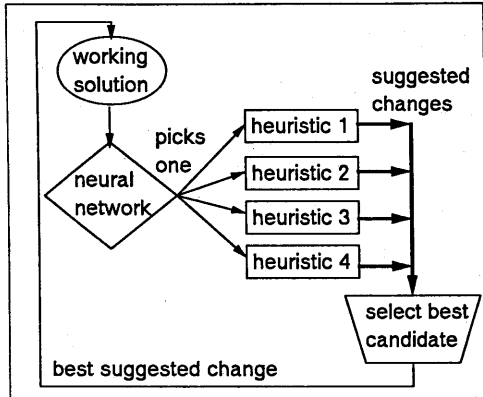 working
solution
suggested
changes
picks
one
neural
network
heuristic 1
heuristic 2
heuristic 3
heuristic 4
select best
candidate
best suggested change